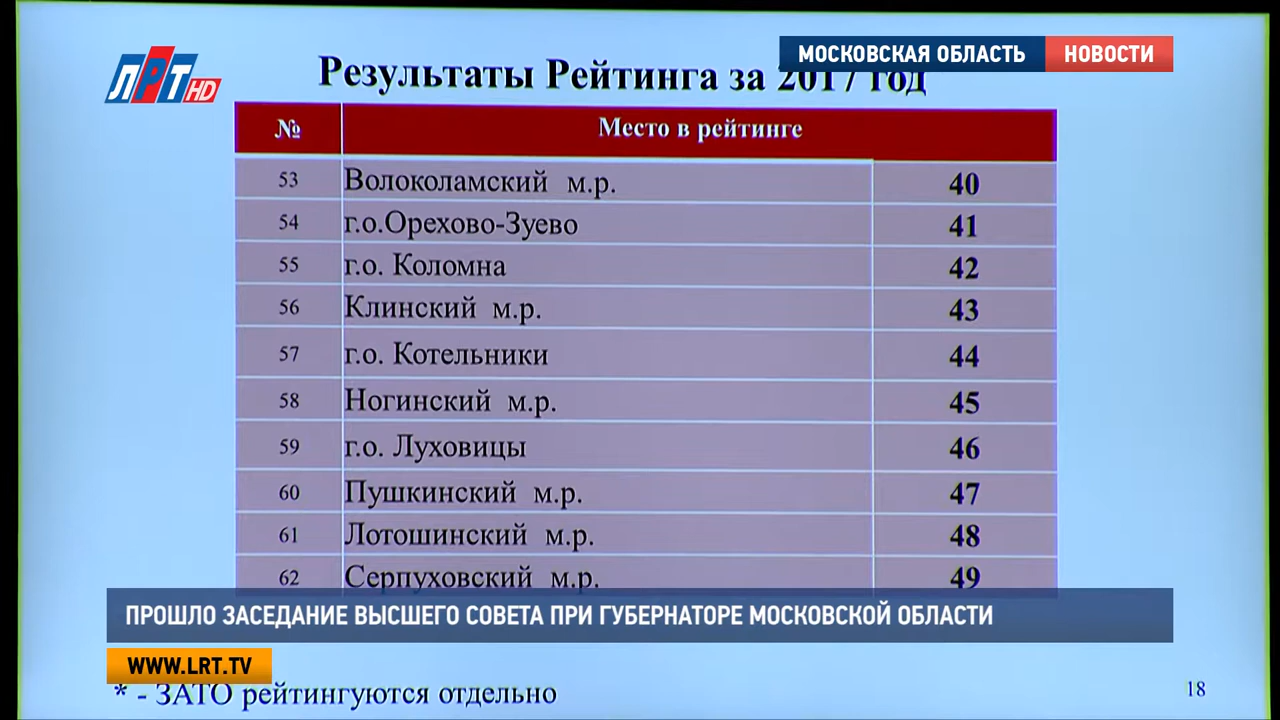 ЛРТ HD
МОСКОВСКАЯ ОБЛАСТЬ НОВОСТИ
Результаты Рейтинга за 2017 год
№ Место в рейтинге
53 Волоколамский м.р. 40
54 г.о.Орехово-Зуево 41
55 г.о. Коломна 42
56 Клинский м.р. 43
57 г.о. Котельники 44
58 Ногинский м.р. 45
59 г.о. Луховицы 46
60 Пушкинский м.р. 47
61 Лотошинский м.р. 48
62 Серпуховский м.р. 49
ПРОШЛО ЗАСЕДАНИЕ ВЫСШЕГО СОВЕТА ПРИ ГУБЕРНАТОРЕ МОСКОВСКОЙ ОБЛАСТИ
WWW.LRT.TV
* - ЗАТО рейтингуются отдельно 18